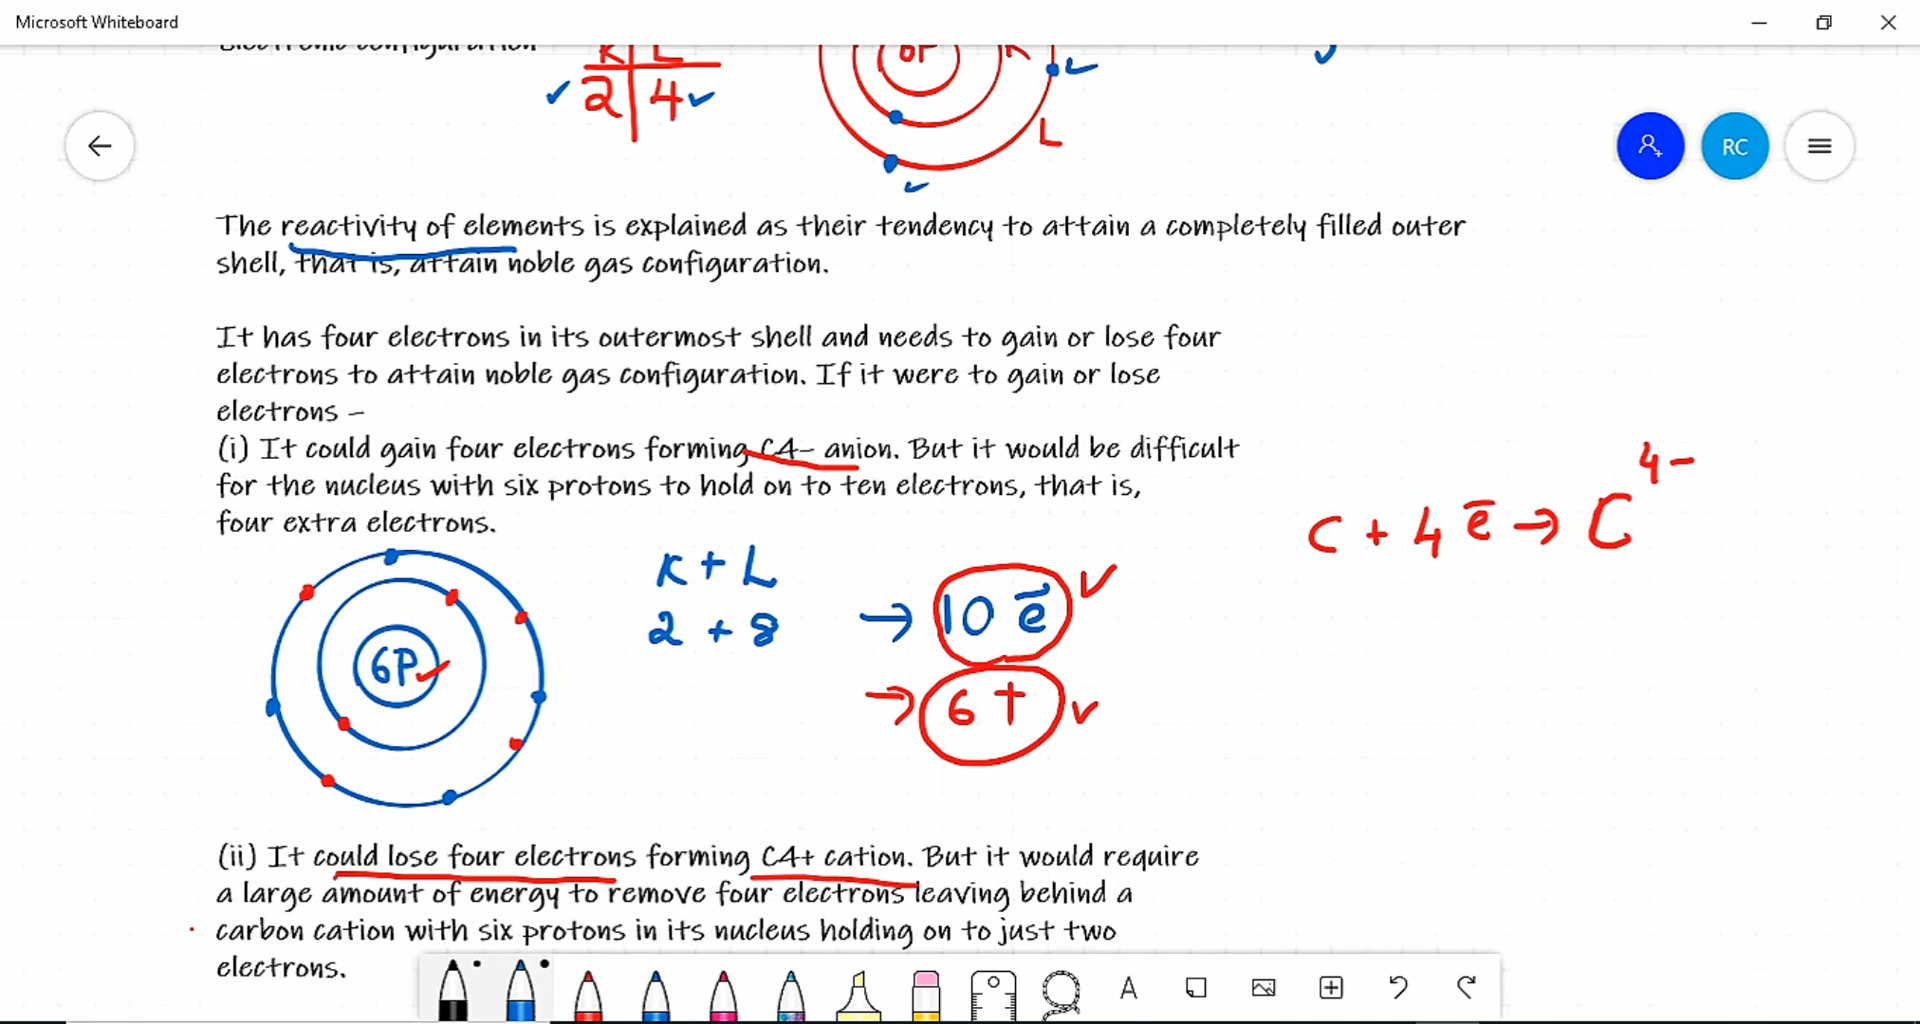 Microsoft Whiteboard
Electronic configuration
K L
2 4
6P K
L
RC
The reactivity of elements is explained as their tendency to attain a completely filled outer
shell, that is, attain noble gas configuration.
It has four electrons in its outermost shell and needs to gain or lose four
electrons to attain noble gas configuration. If it were to gain or lose
electrons –
(i) It could gain four electrons forming C4– anion. But it would be difficult
for the nucleus with six protons to hold on to ten electrons, that is,
four extra electrons.
C + 4 e̅ → C⁴⁻
K + L
2 + 8 → 10 e̅
6P
→ 6 +
(ii) It could lose four electrons forming C4+ cation. But it would require
a large amount of energy to remove four electrons leaving behind a
carbon cation with six protons in its nucleus holding on to just two
electrons.
A